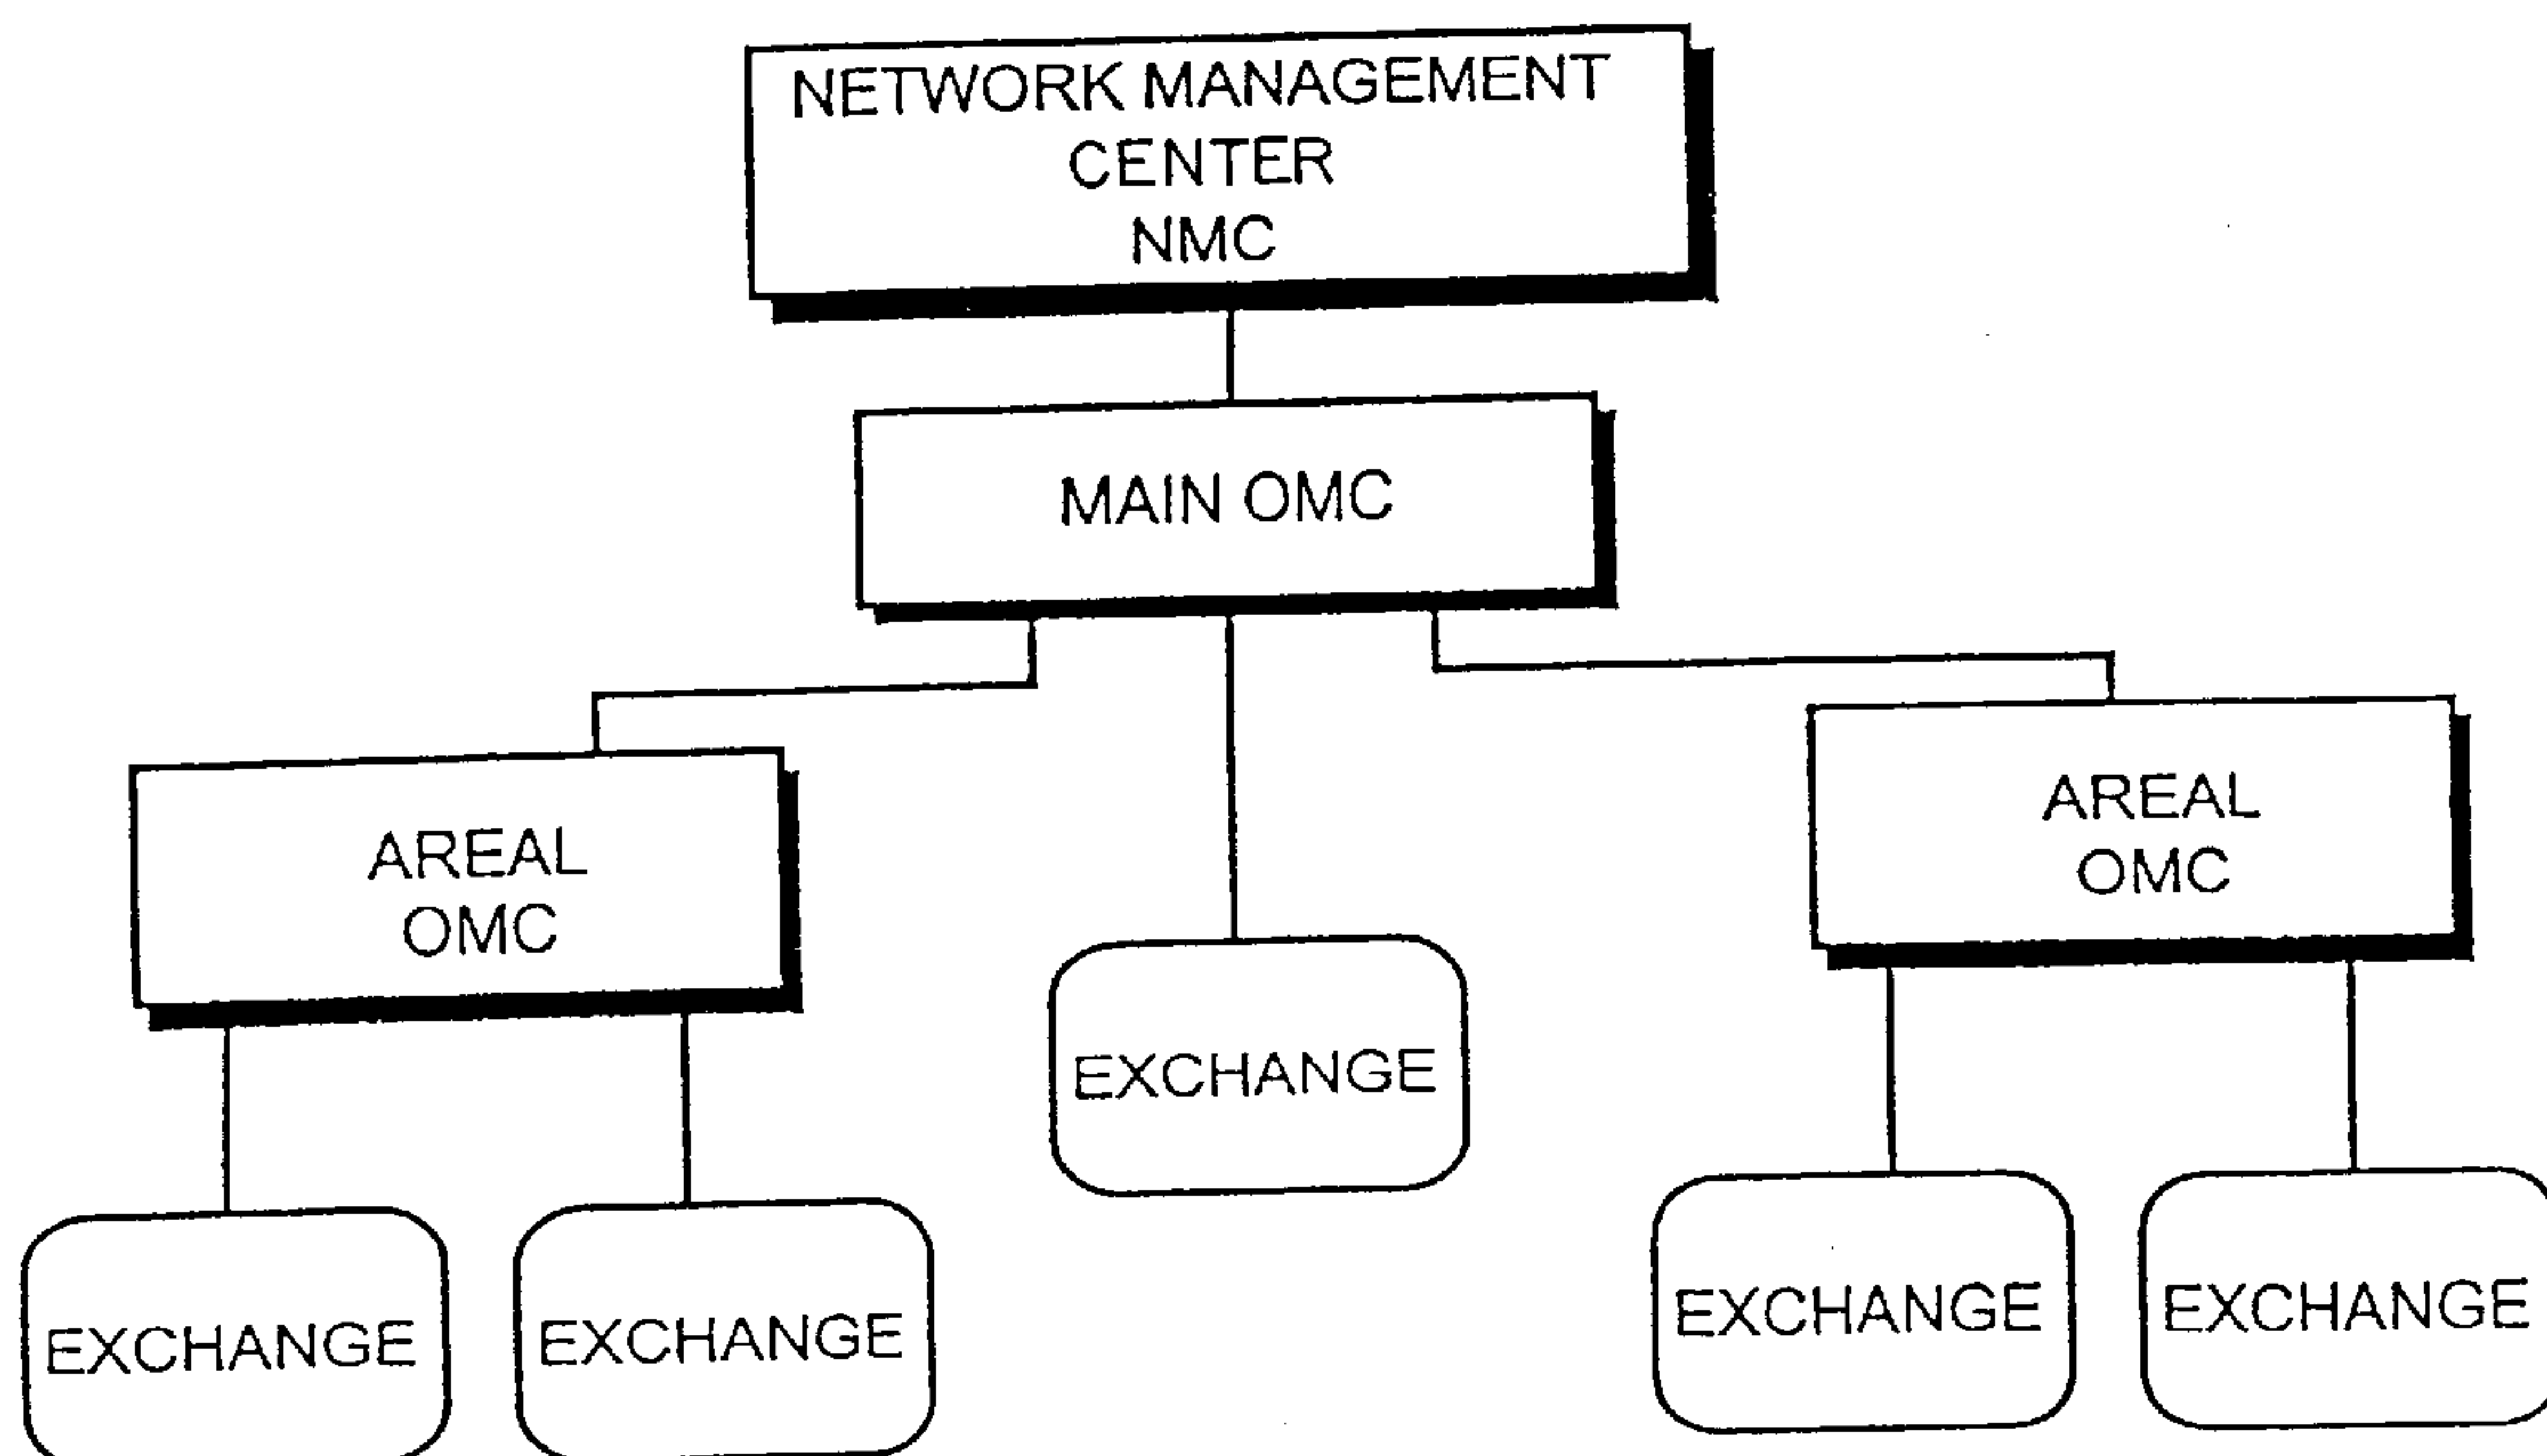 NETWORK MANAGEMENT
CENTER
NMC
MAIN OMC
AREAL
OMC
AREAL
OMC
EXCHANGE
EXCHANGE
EXCHANGE
EXCHANGE
EXCHANGE